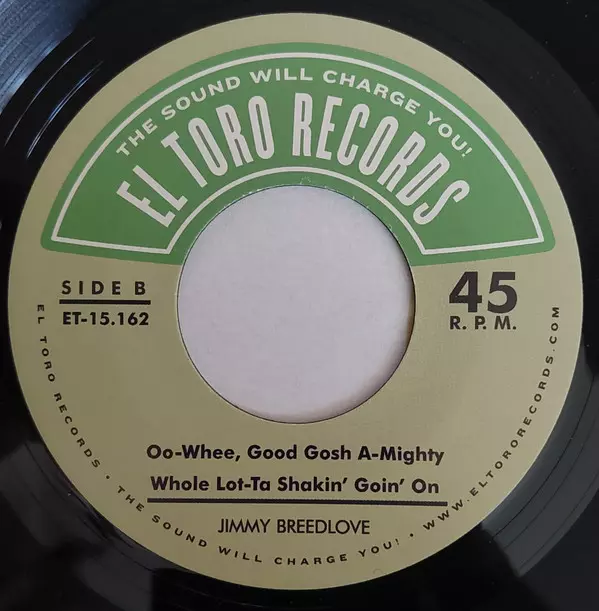 THE SOUND WILL CHARGE YOU!
EL TORO RECORDS
SIDE B
ET-15.162
45
R. P. M.
Oo-Whee, Good Gosh A-Mighty
Whole Lot-Ta Shakin' Goin' On
JIMMY BREEDLOVE
EL TORO RECORDS • THE SOUND WILL CHARGE YOU! • WWW.ELTORORECORDS.COM